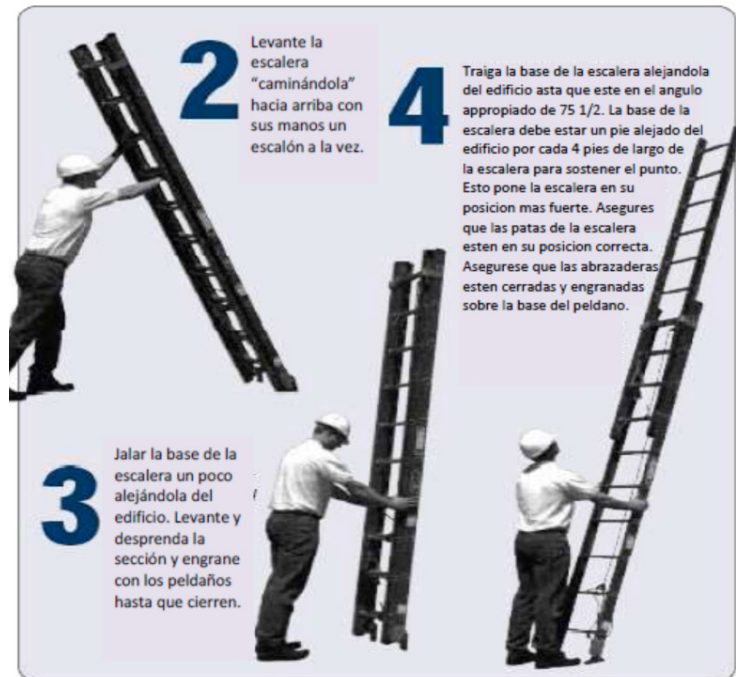 2
Levante la
escalera
“caminándola”
hacia arriba con
sus manos un
escalón a la vez.
4
Traiga la base de la escalera alejandola
del edificio asta que este en el angulo
appropiado de 75 1/2. La base de la
escalera debe estar un pie alejado del
edificio por cada 4 pies de largo de
la escalera para sostener el punto.
Esto pone la escalera en su
posicion mas fuerte. Asegures
que las patas de la escalera
esten en su posicion correcta.
Asegurese que las abrazaderas
esten cerradas y engranadas
sobre la base del peldano.
3
Jalar la base de la
escalera un poco
alejándola del
edificio. Levante y
desprenda la
sección y engrane
con los peldaños
hasta que cierren.